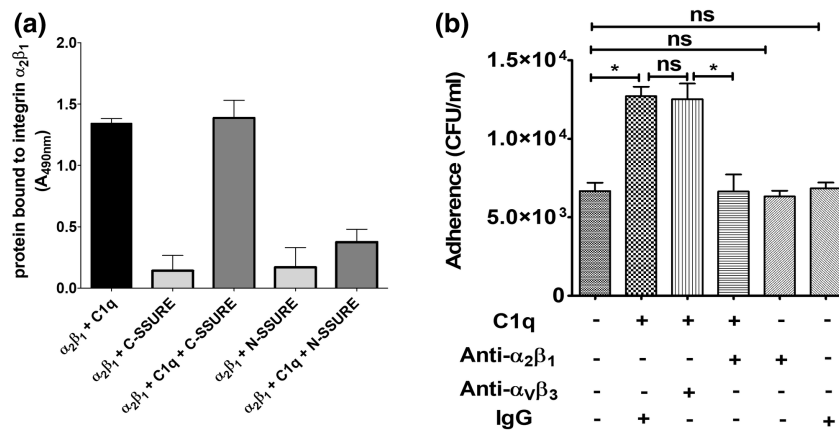 (a)
protein bound to integrin α₂β₁
(A₄₉₀nm)
2.0
1.5
1.0
0.5
0.0
α₂β₁ + C1q
α₂β₁ + C-SSURE
α₂β₁ + C1q + C-SSURE
α₂β₁ + N-SSURE
α₂β₁ + C1q + N-SSURE
(b)
ns
ns
* ns *
Adherence (CFU/ml)
1.5×10⁴
1.0×10⁴
5.0×10³
0
C1q - + + + - -
Anti-α₂β₁ - - - + + -
Anti-αᵥβ₃ - - + - - -
IgG - + - - - +